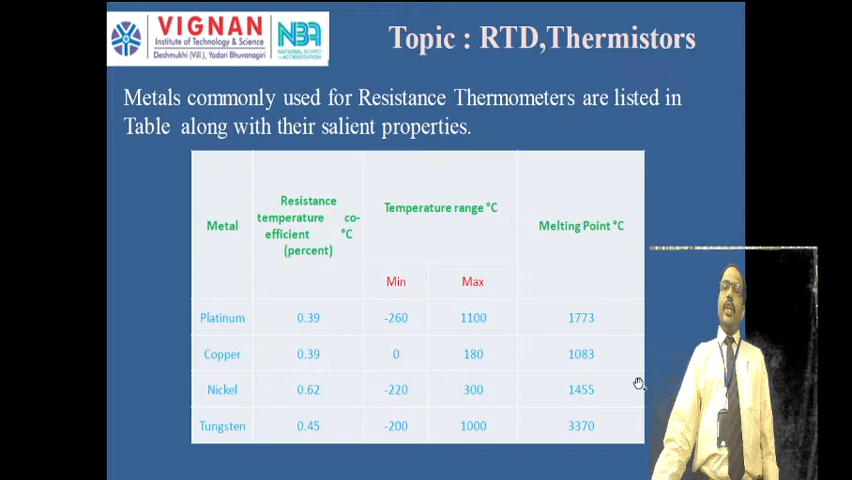 VIGNAN
Institute of Technology & Science
Deshmukhi (Vill.), Yadari Bhuvanagiri
NBA
NATIONAL BOARD
of ACCREDITATION
Topic : RTD,Thermistors
Metals commonly used for Resistance Thermometers are listed in
Table along with their salient properties.
Metal
Resistance
temperature co-
efficient °C
(percent)
Temperature range °C
Melting Point °C
Min Max
Platinum 0.39 -260 1100 1773
Copper 0.39 0 180 1083
Nickel 0.62 -220 300 1455
Tungsten 0.45 -200 1000 3370